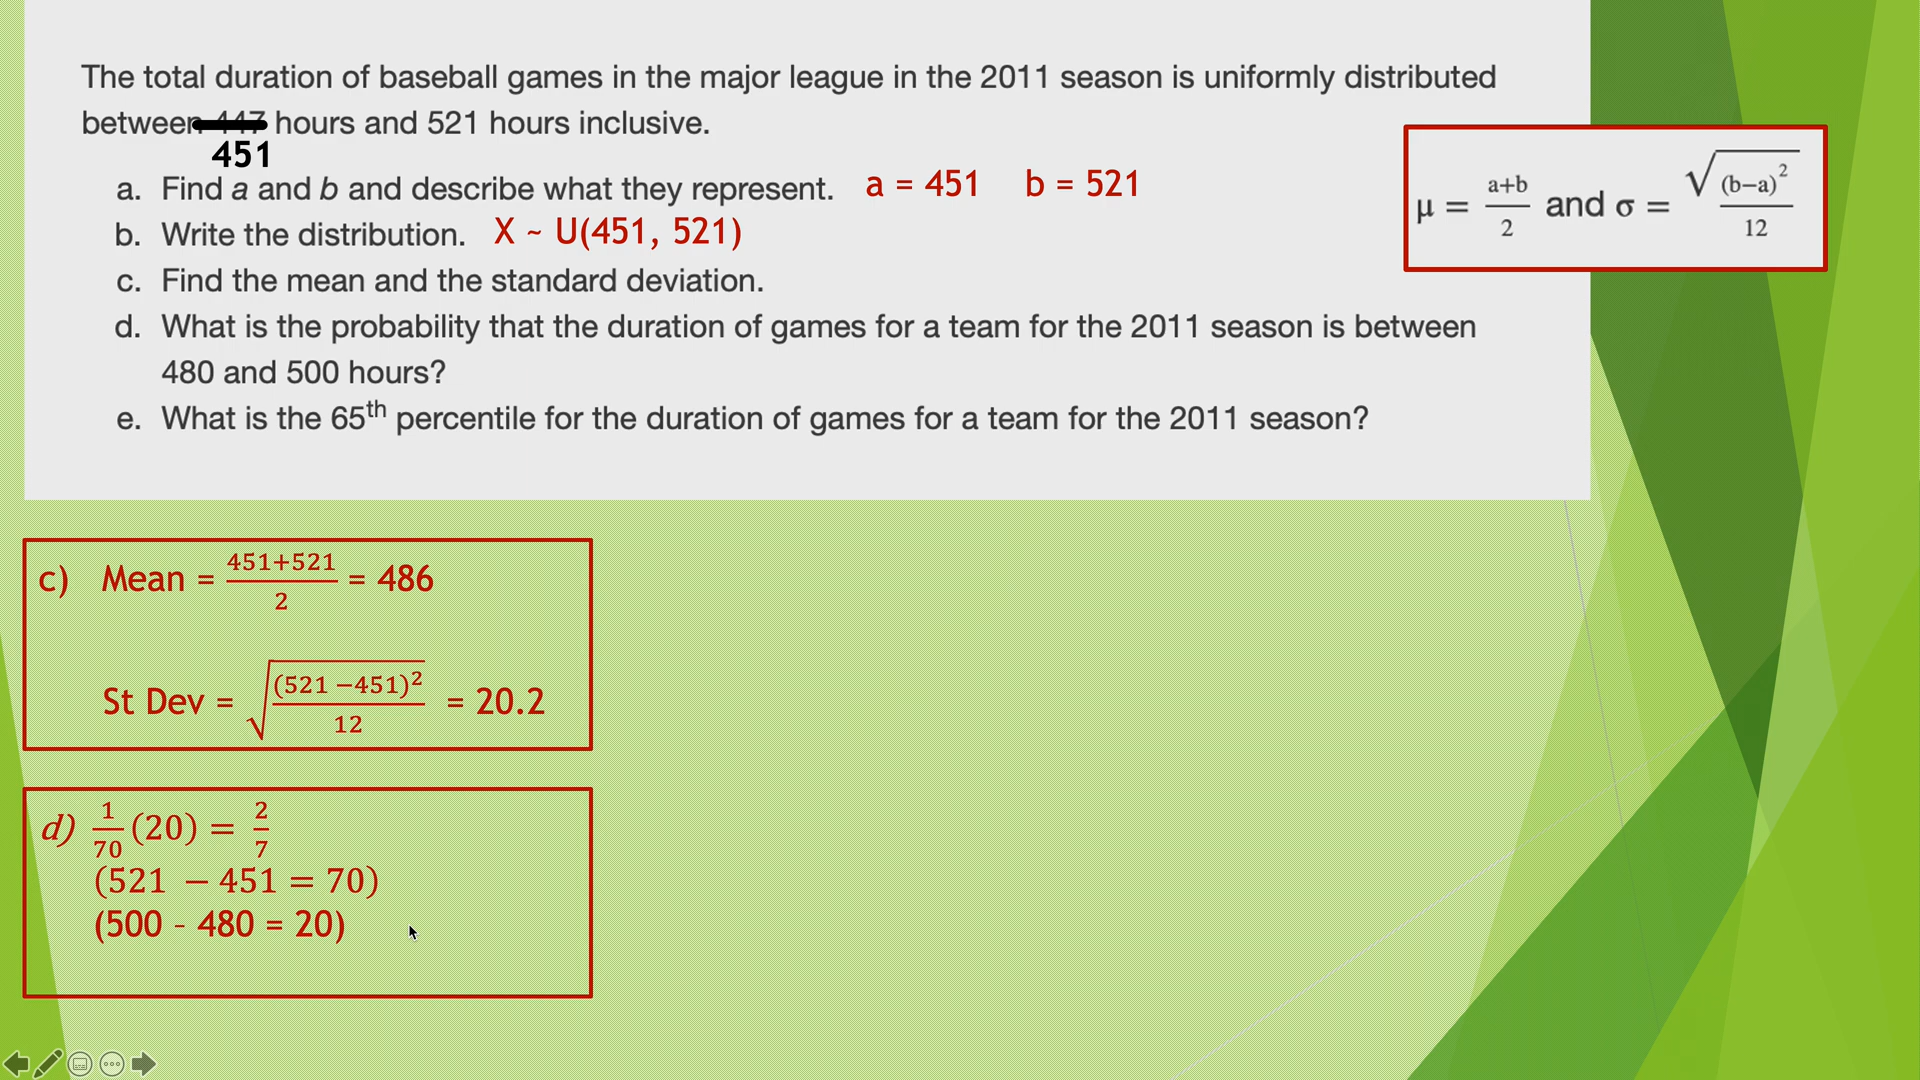 The total duration of baseball games in the major league in the 2011 season is uniformly distributed
between 447 hours and 521 hours inclusive.
451
a. Find a and b and describe what they represent. a = 451 b = 521
b. Write the distribution. X ~ U(451, 521)
c. Find the mean and the standard deviation.
d. What is the probability that the duration of games for a team for the 2011 season is between
480 and 500 hours?
e. What is the 65th percentile for the duration of games for a team for the 2011 season?
μ = a+b/2 and σ = √(b−a)²/12
c) Mean = 451+521/2 = 486
St Dev = √(521 −451)²/12 = 20.2
d) 1/70 (20) = 2/7
(521 − 451 = 70)
(500 - 480 = 20)